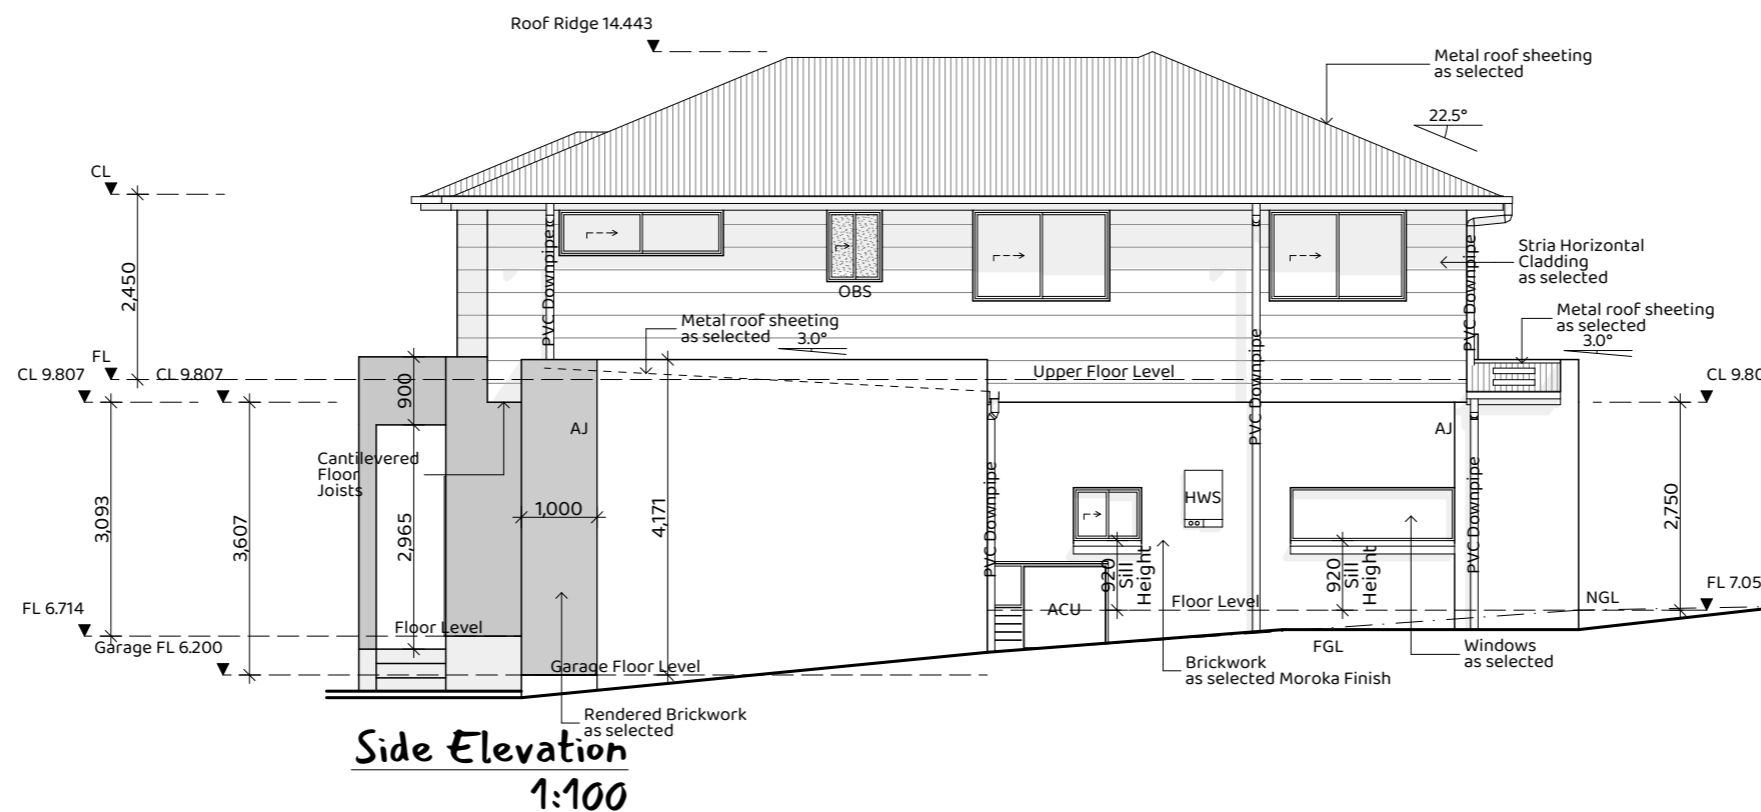 Roof Ridge 14.443
Metal roof sheeting
as selected
22.5°
CL
2,450
PVC Downpipe
OBS
PVC Downpipe
PVC Downpipe
Stria Horizontal
Cladding
as selected
Metal roof sheeting
as selected
3.0°
Metal roof sheeting
as selected
3.0°
FL
CL 9.807
CL 9.807
Upper Floor Level
CL 9.80
900
AJ
AJ
Cantilevered
Floor
Joists
3,093
3,607
2,965
1,000
4,171
PVC Downpipe
HWS
PVC Downpipe
2,750
920
Sill
Height
920
Sill
Height
ACU
Floor Level
NGL
FL 7.05
FL 6.714
Floor Level
Garage FL 6.200
Garage Floor Level
FGL
Windows
as selected
Brickwork
as selected Moroka Finish
Rendered Brickwork
as selected
Side Elevation
1:100